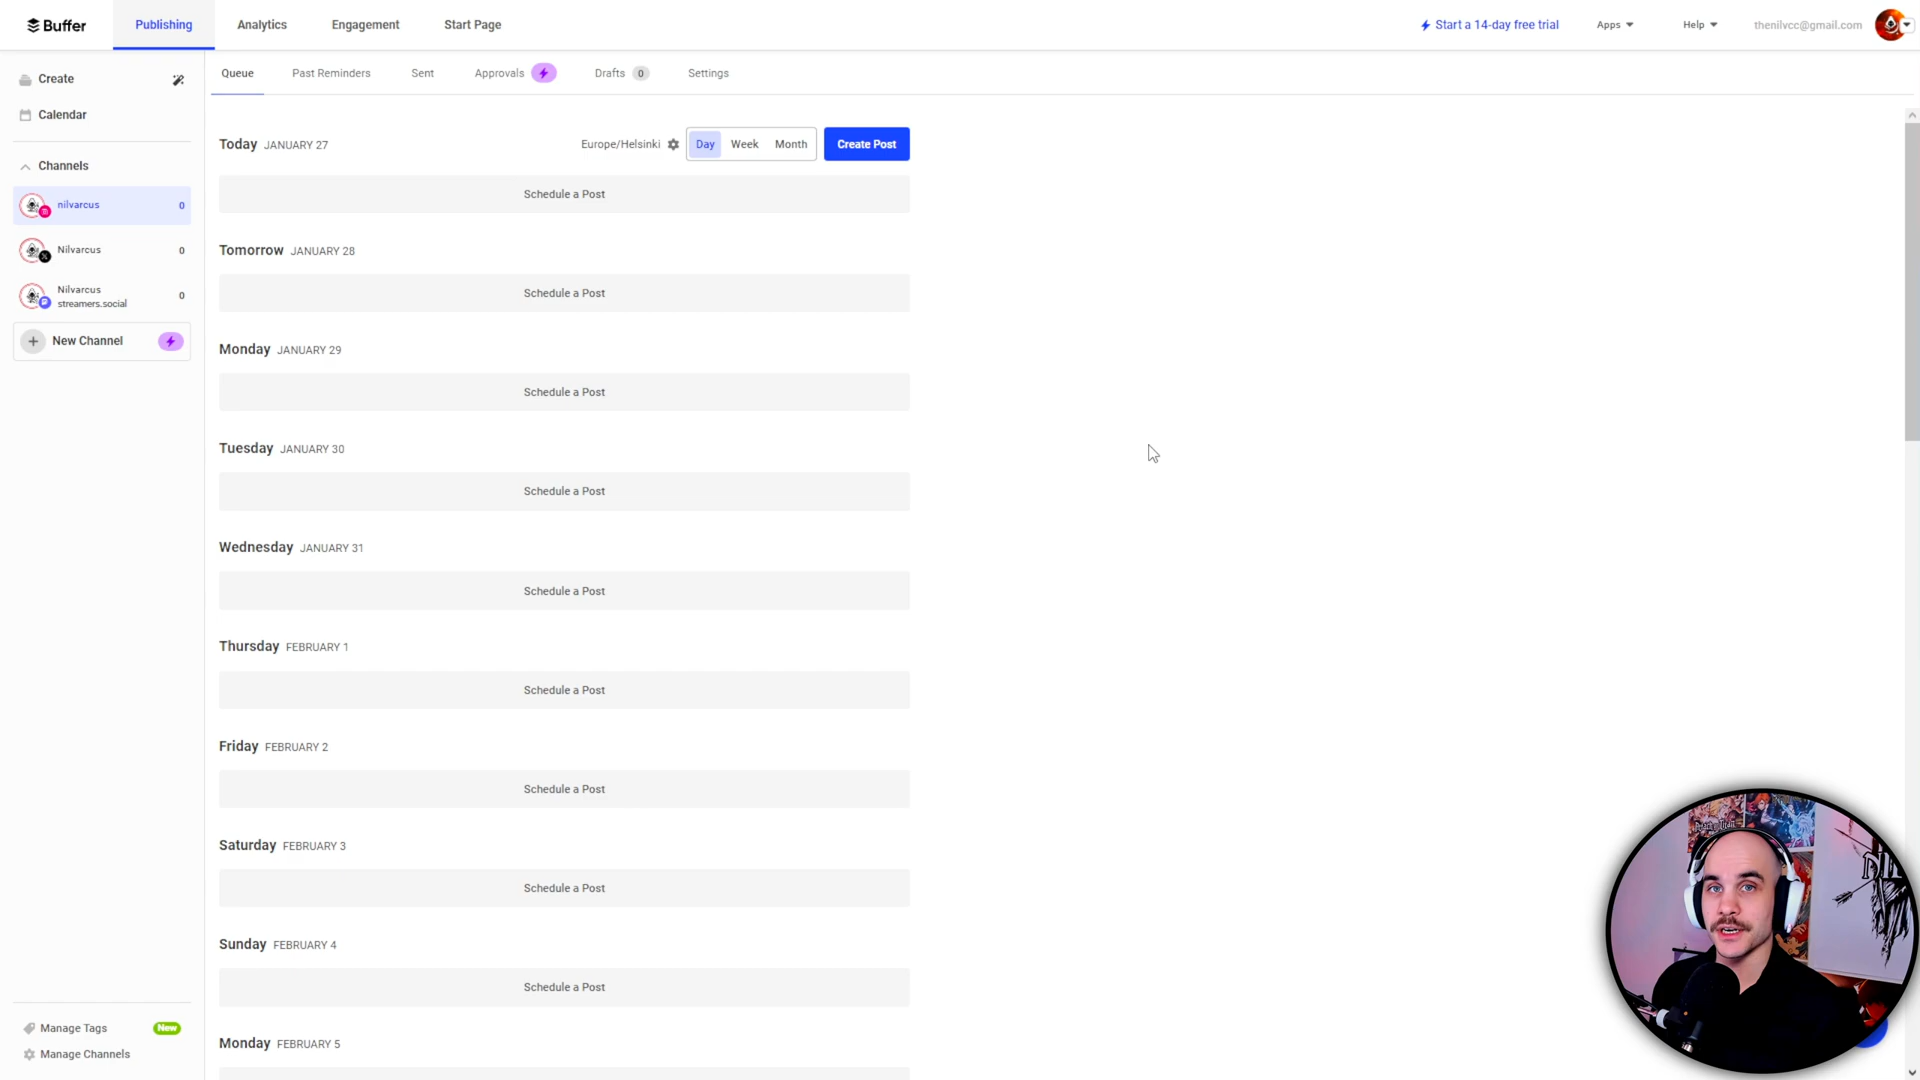 Buffer
Publishing
Analytics
Engagement
Start Page
Start a 14-day free trial
Apps
Help
thenilvcc@gmail.com
Create
Calendar
Channels
nilvarcus 0
Nilvarcus 0
Nilvarcus
streamers.social 0
New Channel
Manage Tags New
Manage Channels
Queue
Past Reminders
Sent
Approvals
Drafts 0
Settings
Today JANUARY 27
Europe/Helsinki
Day
Week
Month
Create Post
Schedule a Post
Tomorrow JANUARY 28
Schedule a Post
Monday JANUARY 29
Schedule a Post
Tuesday JANUARY 30
Schedule a Post
Wednesday JANUARY 31
Schedule a Post
Thursday FEBRUARY 1
Schedule a Post
Friday FEBRUARY 2
Schedule a Post
Saturday FEBRUARY 3
Schedule a Post
Sunday FEBRUARY 4
Schedule a Post
Monday FEBRUARY 5